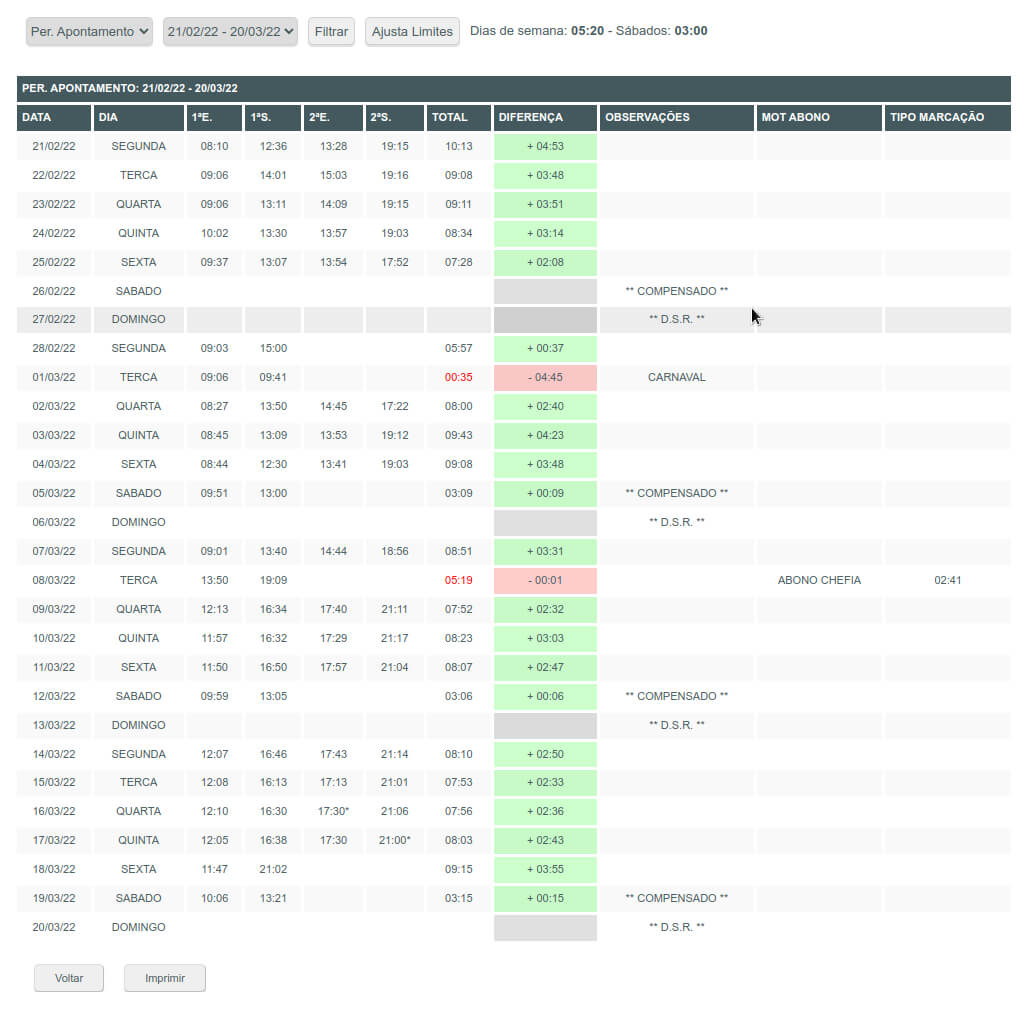 Per. Apontamento 21/02/22 - 20/03/22 Filtrar Ajusta Limites Dias de semana: 05:20 - Sábados: 03:00
PER. APONTAMENTO: 21/02/22 - 20/03/22
DATA DIA 1ªE. 1ªS. 2ªE. 2ªS. TOTAL DIFERENÇA OBSERVAÇÕES MOT ABONO TIPO MARCAÇÃO
21/02/22 SEGUNDA 08:10 12:36 13:28 19:15 10:13 + 04:53
22/02/22 TERCA 09:06 14:01 15:03 19:16 09:08 + 03:48
23/02/22 QUARTA 09:06 13:11 14:09 19:15 09:11 + 03:51
24/02/22 QUINTA 10:02 13:30 13:57 19:03 08:34 + 03:14
25/02/22 SEXTA 09:37 13:07 13:54 17:52 07:28 + 02:08
26/02/22 SABADO ** COMPENSADO **
27/02/22 DOMINGO ** D.S.R. **
28/02/22 SEGUNDA 09:03 15:00 05:57 + 00:37
01/03/22 TERCA 09:06 09:41 00:35 - 04:45 CARNAVAL
02/03/22 QUARTA 08:27 13:50 14:45 17:22 08:00 + 02:40
03/03/22 QUINTA 08:45 13:09 13:53 19:12 09:43 + 04:23
04/03/22 SEXTA 08:44 12:30 13:41 19:03 09:08 + 03:48
05/03/22 SABADO 09:51 13:00 03:09 + 00:09 ** COMPENSADO **
06/03/22 DOMINGO ** D.S.R. **
07/03/22 SEGUNDA 09:01 13:40 14:44 18:56 08:51 + 03:31
08/03/22 TERCA 13:50 19:09 05:19 - 00:01 ABONO CHEFIA 02:41
09/03/22 QUARTA 12:13 16:34 17:40 21:11 07:52 + 02:32
10/03/22 QUINTA 11:57 16:32 17:29 21:17 08:23 + 03:03
11/03/22 SEXTA 11:50 16:50 17:57 21:04 08:07 + 02:47
12/03/22 SABADO 09:59 13:05 03:06 + 00:06 ** COMPENSADO **
13/03/22 DOMINGO ** D.S.R. **
14/03/22 SEGUNDA 12:07 16:46 17:43 21:14 08:10 + 02:50
15/03/22 TERCA 12:08 16:13 17:13 21:01 07:53 + 02:33
16/03/22 QUARTA 12:10 16:30 17:30* 21:06 07:56 + 02:36
17/03/22 QUINTA 12:05 16:38 17:30 21:00* 08:03 + 02:43
18/03/22 SEXTA 11:47 21:02 09:15 + 03:55
19/03/22 SABADO 10:06 13:21 03:15 + 00:15 ** COMPENSADO **
20/03/22 DOMINGO ** D.S.R. **
Voltar Imprimir